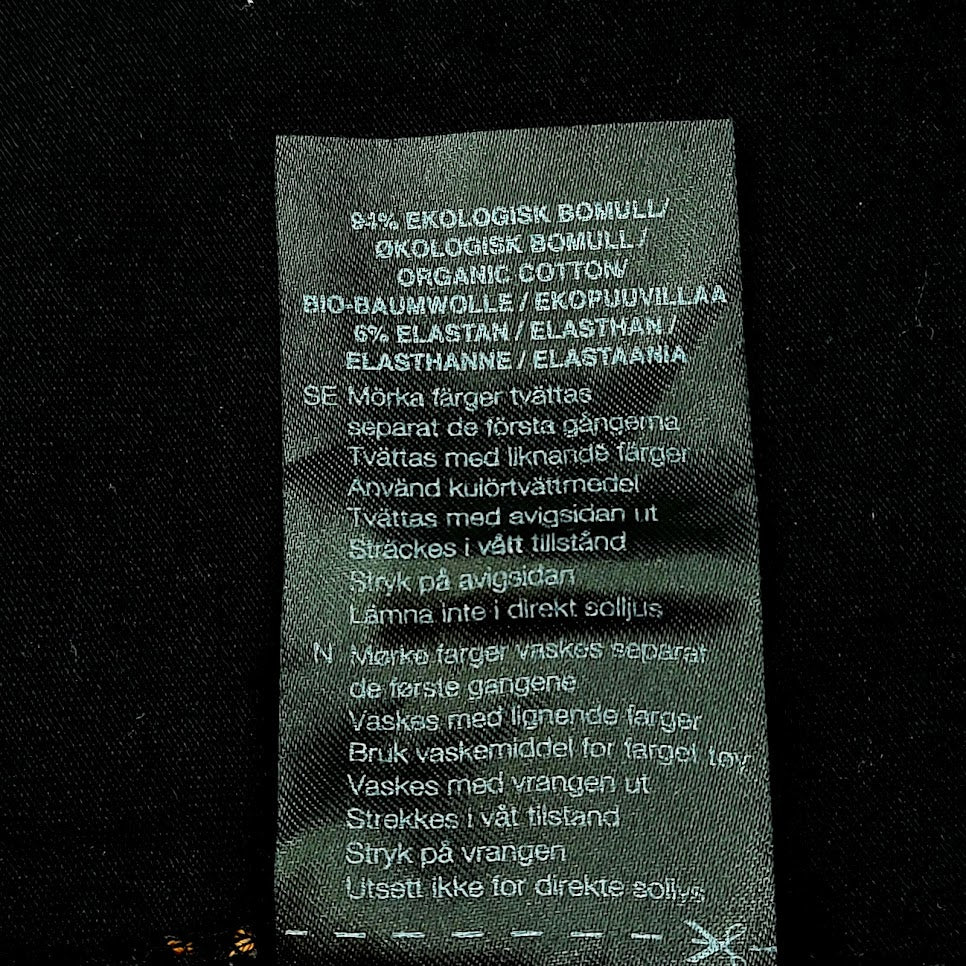 94% EKOLOGISK BOMULL/
ØKOLOGISK BOMULL/
ORGANIC COTTON/
BIO-BAUMWOLLE / EKOPUUVILLAA
6% ELASTAN / ELASTHAN /
ELASTHANNE / ELASTAANIA
SE Mörka färger tvättas
separat de första gångerna
Tvättas med liknande färger
Använd kulörtvättmedel
Tvättas med avigsidan ut
Sträckes i vått tillstånd
Stryk på avigsidan
Lämna inte i direkt solljus
N Mørke farger vaskes separat
de første gangene
Vaskes med lignende farger
Bruk vaskemiddel for farget tøy
Vaskes med vrangen ut
Strekkes i våt tilstand
Stryk på vrangen
Utsett ikke for direkte sollys